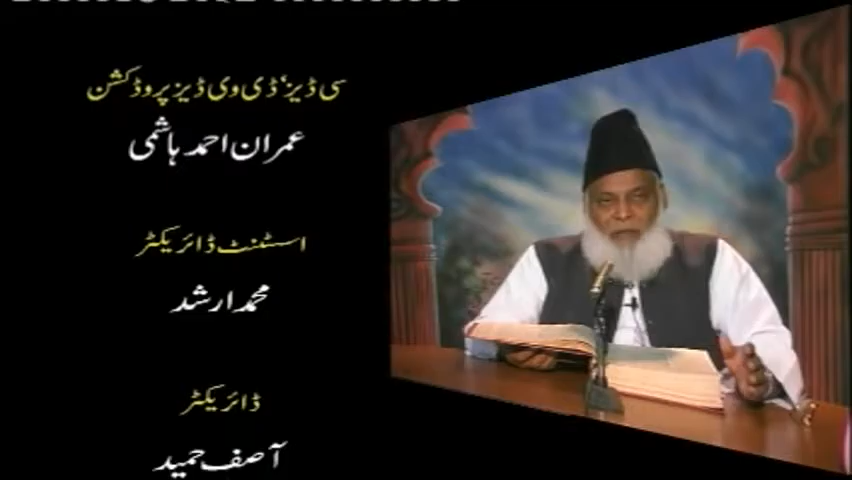 سی ڈیز، ڈی وی ڈیز پروڈکشن
عمران احمد ہاشمی
اسسٹنٹ ڈائریکٹر
محمد ارشد
ڈائریکٹر
آصف حمید